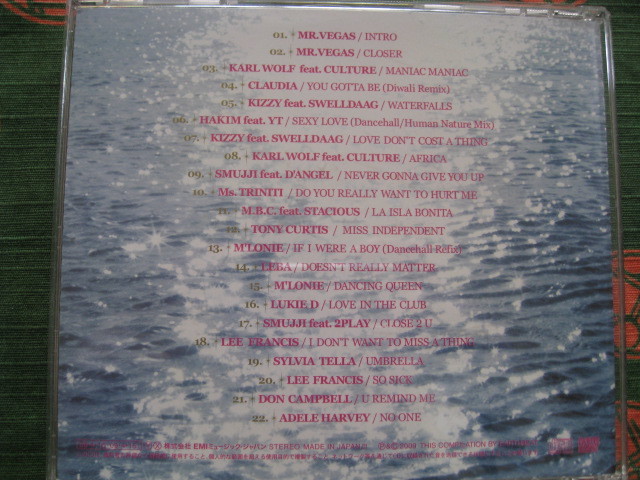 01. + MR.VEGAS / INTRO
02. + MR.VEGAS / CLOSER
03. + KARL WOLF feat. CULTURE / MANIAC MANIAC
04. + CLAUDIA / YOU GOTTA BE (Diwali Remix)
05. + KIZZY feat. SWELLDAAG / WATERFALLS
06. + HAKIM feat. YT / SEXY LOVE (Dancehall/Human Nature Mix)
07. + KIZZY feat. SWELLDAAG / LOVE DON'T COST A THING
08. + KARL WOLF feat. CULTURE / AFRICA
09. + SMUJJI feat. D'ANGEL / NEVER GONNA GIVE YOU UP
10. + Ms. TRINITI / DO YOU REALLY WANT TO HURT ME
11. + M.B.C. feat. STACIOUS / LA ISLA BONITA
12. + TONY CURTIS / MISS INDEPENDENT
13. + M'LONIE / IF I WERE A BOY (Dancehall Refix)
14. + LEBA / DOESN'T REALLY MATTER
15. + M'LONIE / DANCING QUEEN
16. + LUKIE D / LOVE IN THE CLUB
17. + SMUJJI feat. 2PLAY / CLOSE 2 U
18. + LEE FRANCIS / I DON'T WANT TO MISS A THING
19. + SYLVIA TELLA / UMBRELLA
20. + LEE FRANCIS / SO SICK
21. + DON CAMPBELL / U REMIND ME
22. + ADELE HARVEY / NO ONE
株式会社 EMIミュージック・ジャパン STEREO MADE IN JAPAN THIS COMPILATION